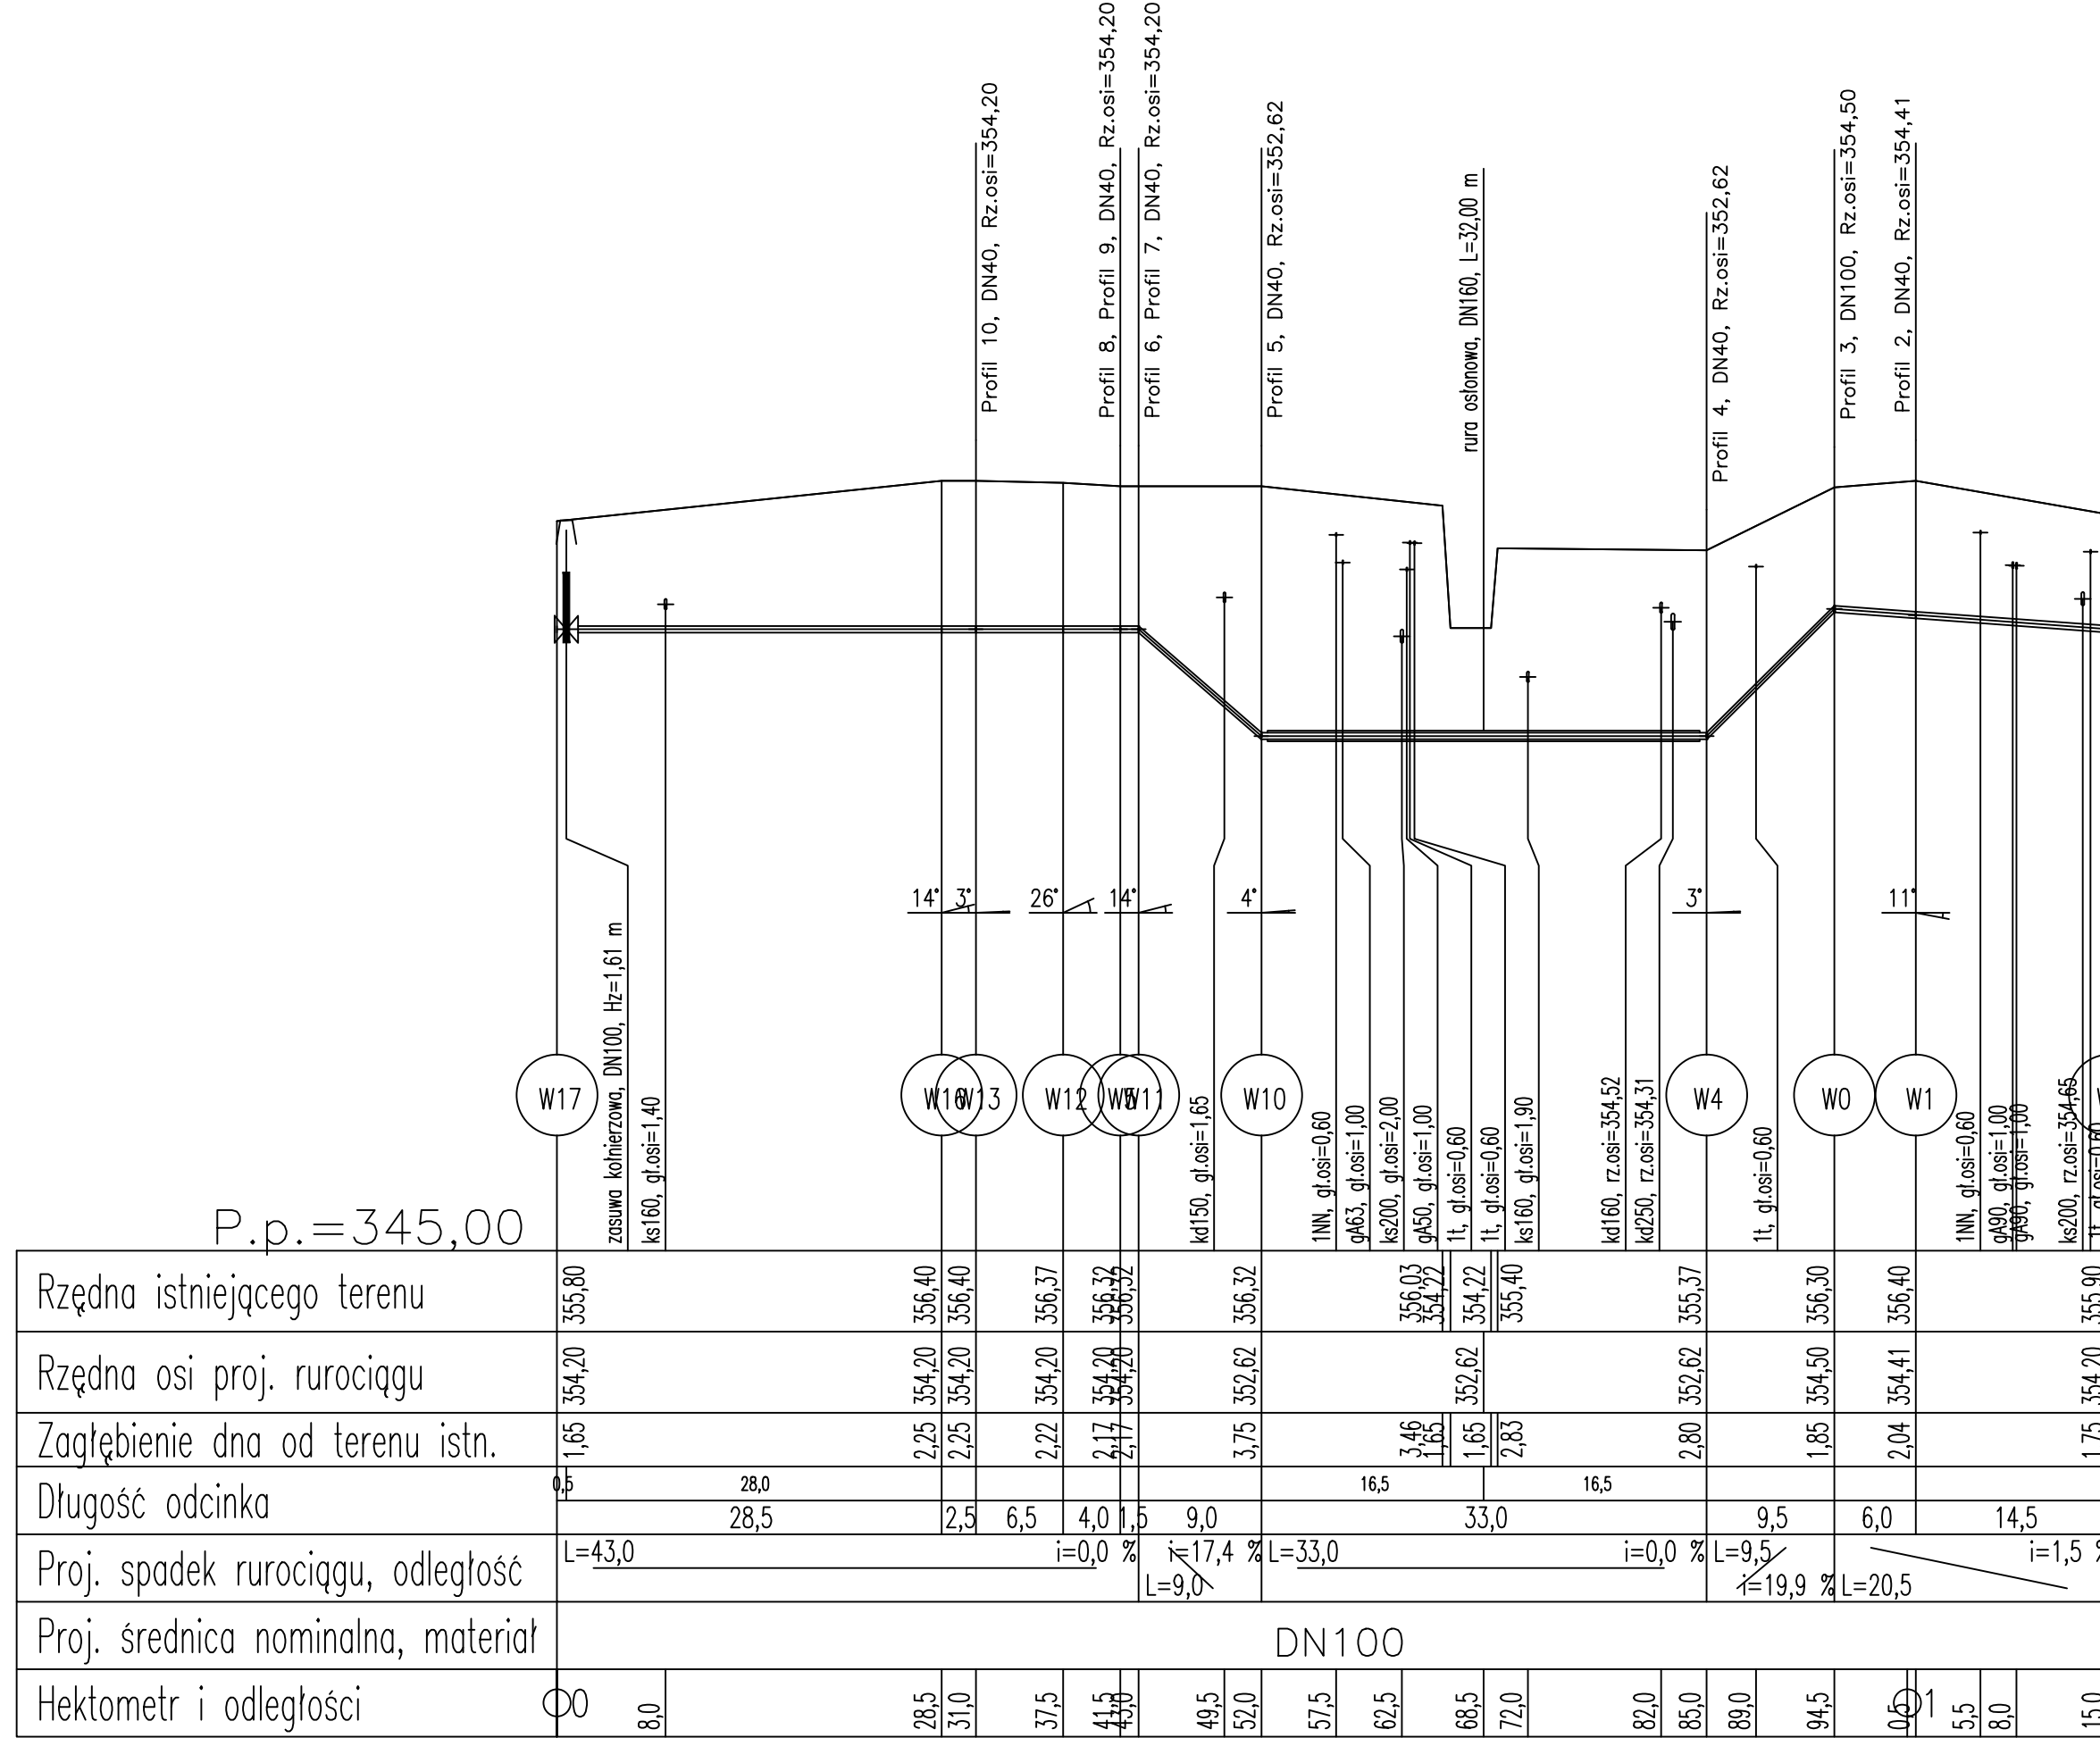 Profil 10, DN40, Rz.osi=354,20
Profil 8, Profil 9, DN40, Rz.osi=354,20
Profil 6, Profil 7, DN40, Rz.osi=354,20
Profil 5, DN40, Rz.osi=352,62
rura osłonowa, DN160, L=32,00 m
Profil 4, DN40, Rz.osi=352,62
Profil 3, DN100, Rz.osi=354,50
Profil 2, DN40, Rz.osi=354,41
14° 3° 26° 14° 4° 3° 11°
W17 W16 W13 W12 W11 W10 W4 W0 W1
zasuwa kołnierzowa, DN100, Hz=1,61 m
ks160, gł.osi=1,40
kd150, gł.osi=1,65
1NN, gł.osi=0,60
gA63, gł.osi=1,00
ks200, gł.osi=2,00
gA50, gł.osi=1,00
1t, gł.osi=0,60
1t, gł.osi=0,60
ks160, gł.osi=1,90
kd160, rz.osi=354,52
kd250, rz.osi=354,31
1t, gł.osi=0,60
1NN, gł.osi=0,60
gA90, gł.osi=1,00
gA90, gł.osi=1,00
ks200, rz.osi=354,65
1t, gł.osi=0,60
P.p.=345,00
Rzędna istniejącego terenu 355,80 356,40 356,40 356,37 356,32 356,32 356,32 356,03 354,22 354,22 355,40 355,37 356,30 356,40 355,90
Rzędna osi proj. rurociągu 354,20 354,20 354,20 354,20 354,20 354,20 352,62 352,62 352,62 354,50 354,41 354,20
Zagłębienie dna od terenu istn. 1,65 2,25 2,25 2,22 2,17 2,17 3,75 3,46 1,65 1,65 2,83 2,80 1,85 2,04 1,75
0,5 28,0 16,5 16,5
Długość odcinka 28,5 2,5 6,5 4,0 1,5 9,0 33,0 9,5 6,0 14,5
Proj. spadek rurociągu, odległość L=43,0 i=0,0 % i=17,4 % L=9,0 L=33,0 i=0,0 % L=9,5 i=19,9 % L=20,5 i=1,5 %
Proj. średnica nominalna, materiał DN100
Hektometr i odległości 0 8,0 28,5 31,0 37,5 41,5 43,0 49,5 52,0 57,5 62,5 68,5 72,0 82,0 85,0 89,0 94,5 0,5 1 5,5 8,0 15,0